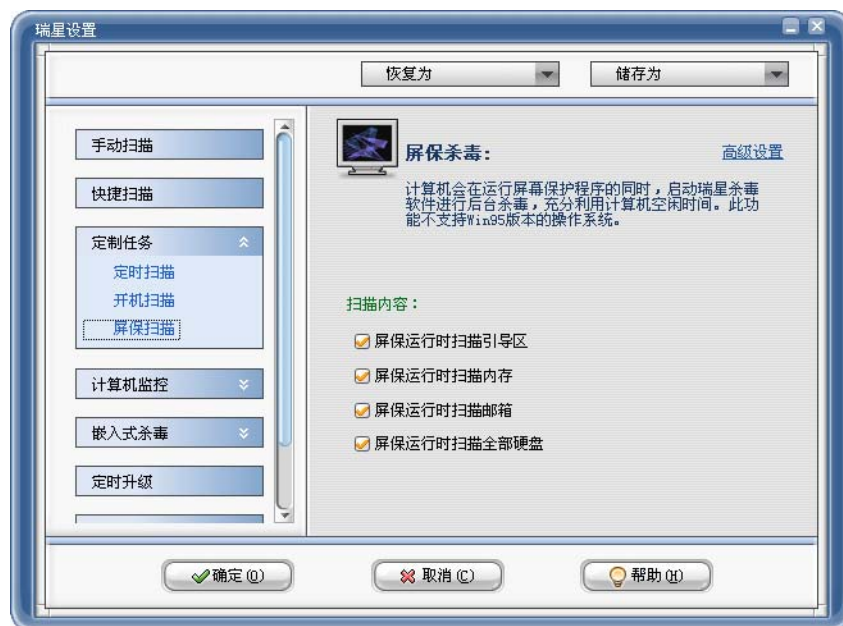 瑞星设置
恢复为
储存为
手动扫描
快捷扫描
定制任务
定时扫描
开机扫描
屏保扫描
计算机监控
嵌入式杀毒
定时升级
屏保杀毒：
高级设置
计算机会在运行屏幕保护程序的同时，启动瑞星杀毒
软件进行后台杀毒，充分利用计算机空闲时间。此功
能不支持Win95版本的操作系统。
扫描内容：
屏保运行时扫描引导区
屏保运行时扫描内存
屏保运行时扫描邮箱
屏保运行时扫描全部硬盘
确定(O)
取消(C)
帮助(H)